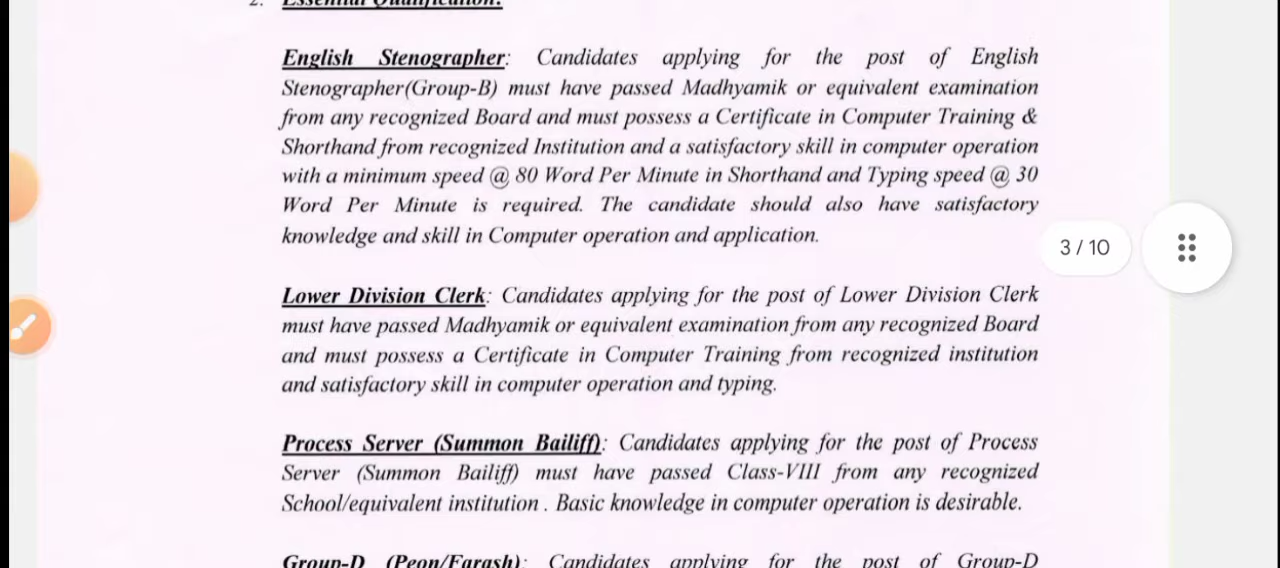 2. Essential Qualification:
English Stenographer: Candidates applying for the post of English
Stenographer(Group-B) must have passed Madhyamik or equivalent examination
from any recognized Board and must possess a Certificate in Computer Training &
Shorthand from recognized Institution and a satisfactory skill in computer operation
with a minimum speed @ 80 Word Per Minute in Shorthand and Typing speed @ 30
Word Per Minute is required. The candidate should also have satisfactory
knowledge and skill in Computer operation and application.
3 / 10
Lower Division Clerk: Candidates applying for the post of Lower Division Clerk
must have passed Madhyamik or equivalent examination from any recognized Board
and must possess a Certificate in Computer Training from recognized institution
and satisfactory skill in computer operation and typing.
Process Server (Summon Bailiff): Candidates applying for the post of Process
Server (Summon Bailiff) must have passed Class-VIII from any recognized
School/equivalent institution . Basic knowledge in computer operation is desirable.
Group-D (Peon/Farash): Candidates applying for the post of Group-D